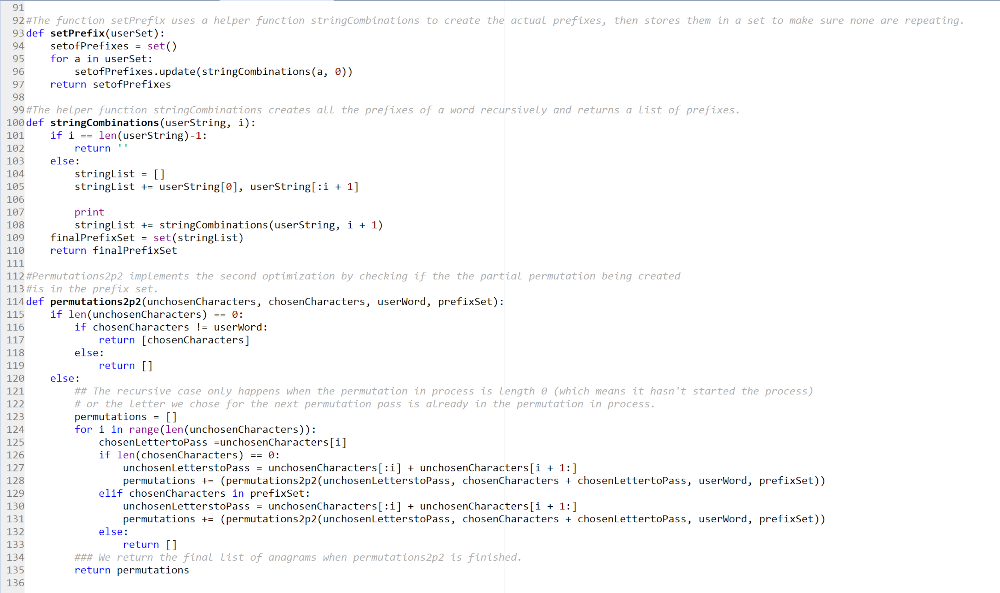 91
92 #The function setPrefix uses a helper function stringCombinations to create the actual prefixes, then stores them in a set to make sure none are repeating.
93 def setPrefix(userSet):
94     setofPrefixes = set()
95     for a in userSet:
96         setofPrefixes.update(stringCombinations(a, 0))
97     return setofPrefixes
98
99 #The helper function stringCombinations creates all the prefixes of a word recursively and returns a list of prefixes.
100 def stringCombinations(userString, i):
101     if i == len(userString)-1:
102         return ''
103     else:
104         stringList = []
105         stringList += userString[0], userString[:i + 1]
106
107         print
108         stringList += stringCombinations(userString, i + 1)
109     finalPrefixSet = set(stringList)
110     return finalPrefixSet
111
112 #Permutations2p2 implements the second optimization by checking if the the partial permutation being created
113 #is in the prefix set.
114 def permutations2p2(unchosenCharacters, chosenCharacters, userWord, prefixSet):
115     if len(unchosenCharacters) == 0:
116         if chosenCharacters != userWord:
117             return [chosenCharacters]
118         else:
119             return []
120     else:
121         ## The recursive case only happens when the permutation in process is length 0 (which means it hasn't started the process)
122         # or the letter we chose for the next permutation pass is already in the permutation in process.
123         permutations = []
124         for i in range(len(unchosenCharacters)):
125             chosenLettertoPass =unchosenCharacters[i]
126             if len(chosenCharacters) == 0:
127                 unchosenLetterstoPass = unchosenCharacters[:i] + unchosenCharacters[i + 1:]
128                 permutations += (permutations2p2(unchosenLetterstoPass, chosenCharacters + chosenLettertoPass, userWord, prefixSet))
129             elif chosenCharacters in prefixSet:
130                 unchosenLetterstoPass = unchosenCharacters[:i] + unchosenCharacters[i + 1:]
131                 permutations += (permutations2p2(unchosenLetterstoPass, chosenCharacters + chosenLettertoPass, userWord, prefixSet))
132             else:
133                 return []
134         ### We return the final list of anagrams when permutations2p2 is finished.
135         return permutations
136